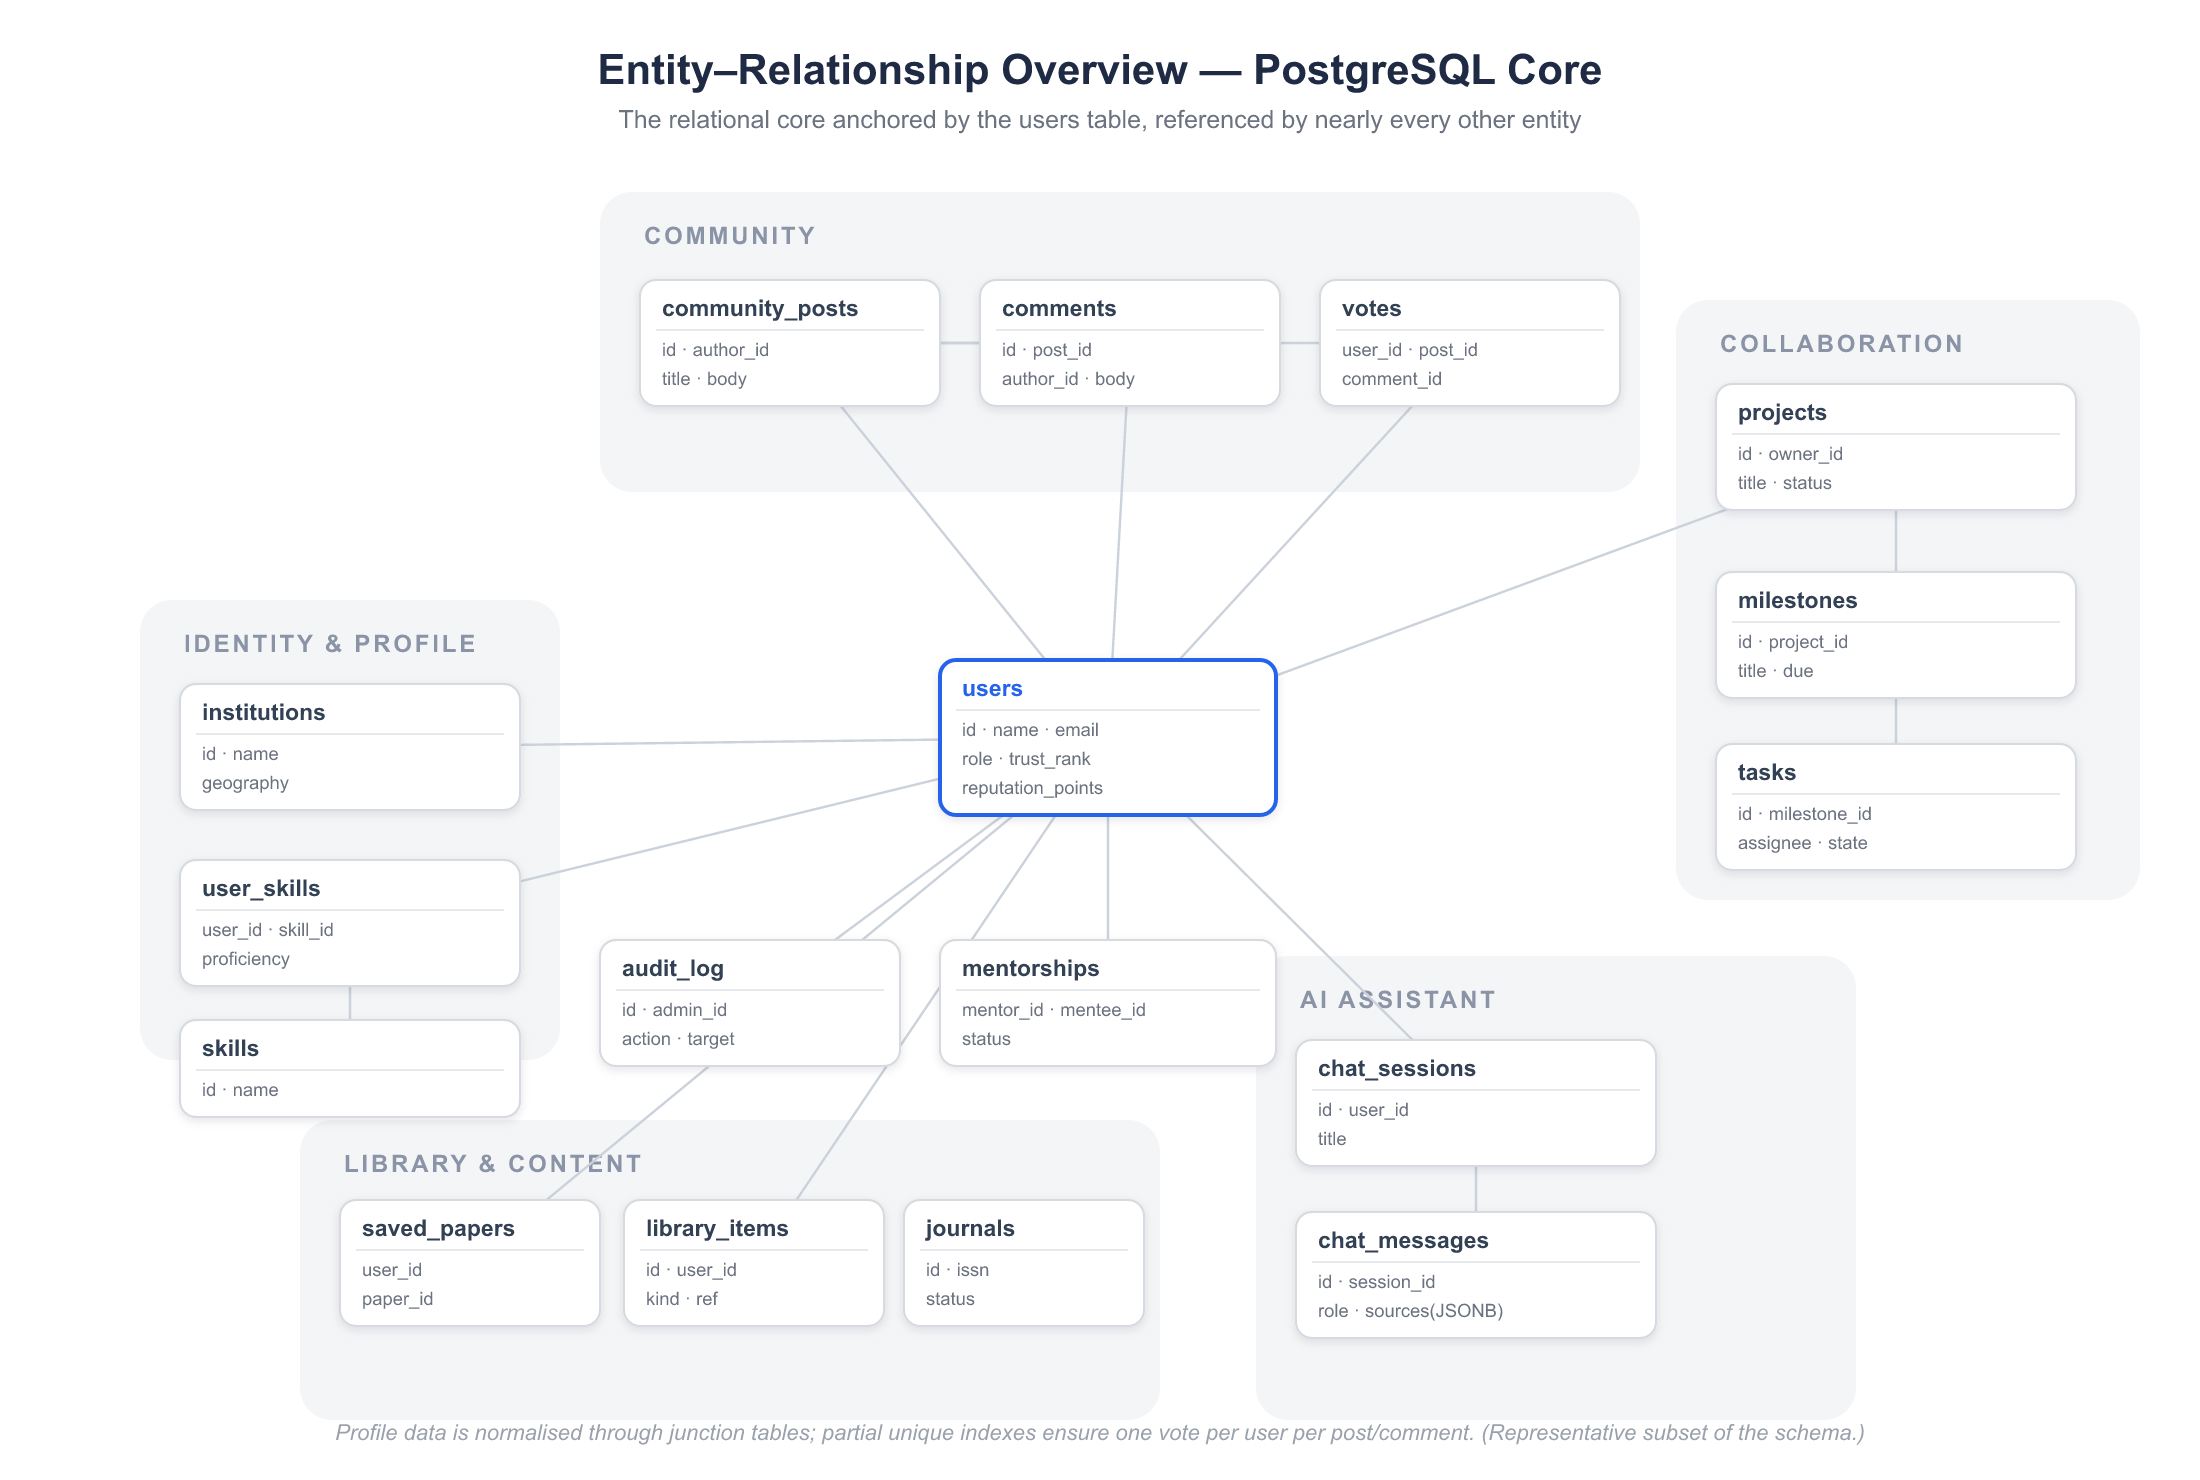 Entity–Relationship Overview — PostgreSQL Core
The relational core anchored by the users table, referenced by nearly every other entity
COMMUNITY
community_posts
id · author_id
title · body
comments
id · post_id
author_id · body
votes
user_id · post_id
comment_id
COLLABORATION
projects
id · owner_id
title · status
milestones
id · project_id
title · due
tasks
id · milestone_id
assignee · state
IDENTITY & PROFILE
institutions
id · name
geography
user_skills
user_id · skill_id
proficiency
skills
id · name
users
id · name · email
role · trust_rank
reputation_points
audit_log
id · admin_id
action · target
mentorships
mentor_id · mentee_id
status
AI ASSISTANT
chat_sessions
id · user_id
title
chat_messages
id · session_id
role · sources(JSONB)
LIBRARY & CONTENT
saved_papers
user_id
paper_id
library_items
id · user_id
kind · ref
journals
id · issn
status
Profile data is normalised through junction tables; partial unique indexes ensure one vote per user per post/comment. (Representative subset of the schema.)